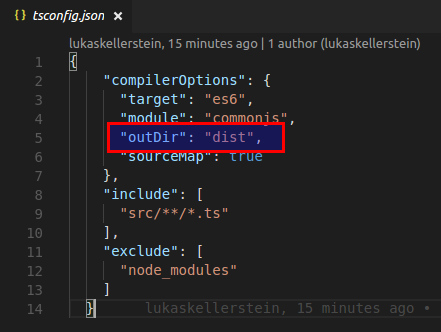 {} tsconfig.json ×
lukaskellerstein, 15 minutes ago | 1 author (lukaskellerstein)
1 {
2 "compilerOptions": {
3 "target": "es6",
4 "module": "commonjs",
5 "outDir": "dist",
6 "sourceMap": true
7 },
8 "include": [
9 "src/**/*.ts"
10 ],
11 "exclude": [
12 "node_modules"
13 ]
14 } lukaskellerstein, 15 minutes ago •